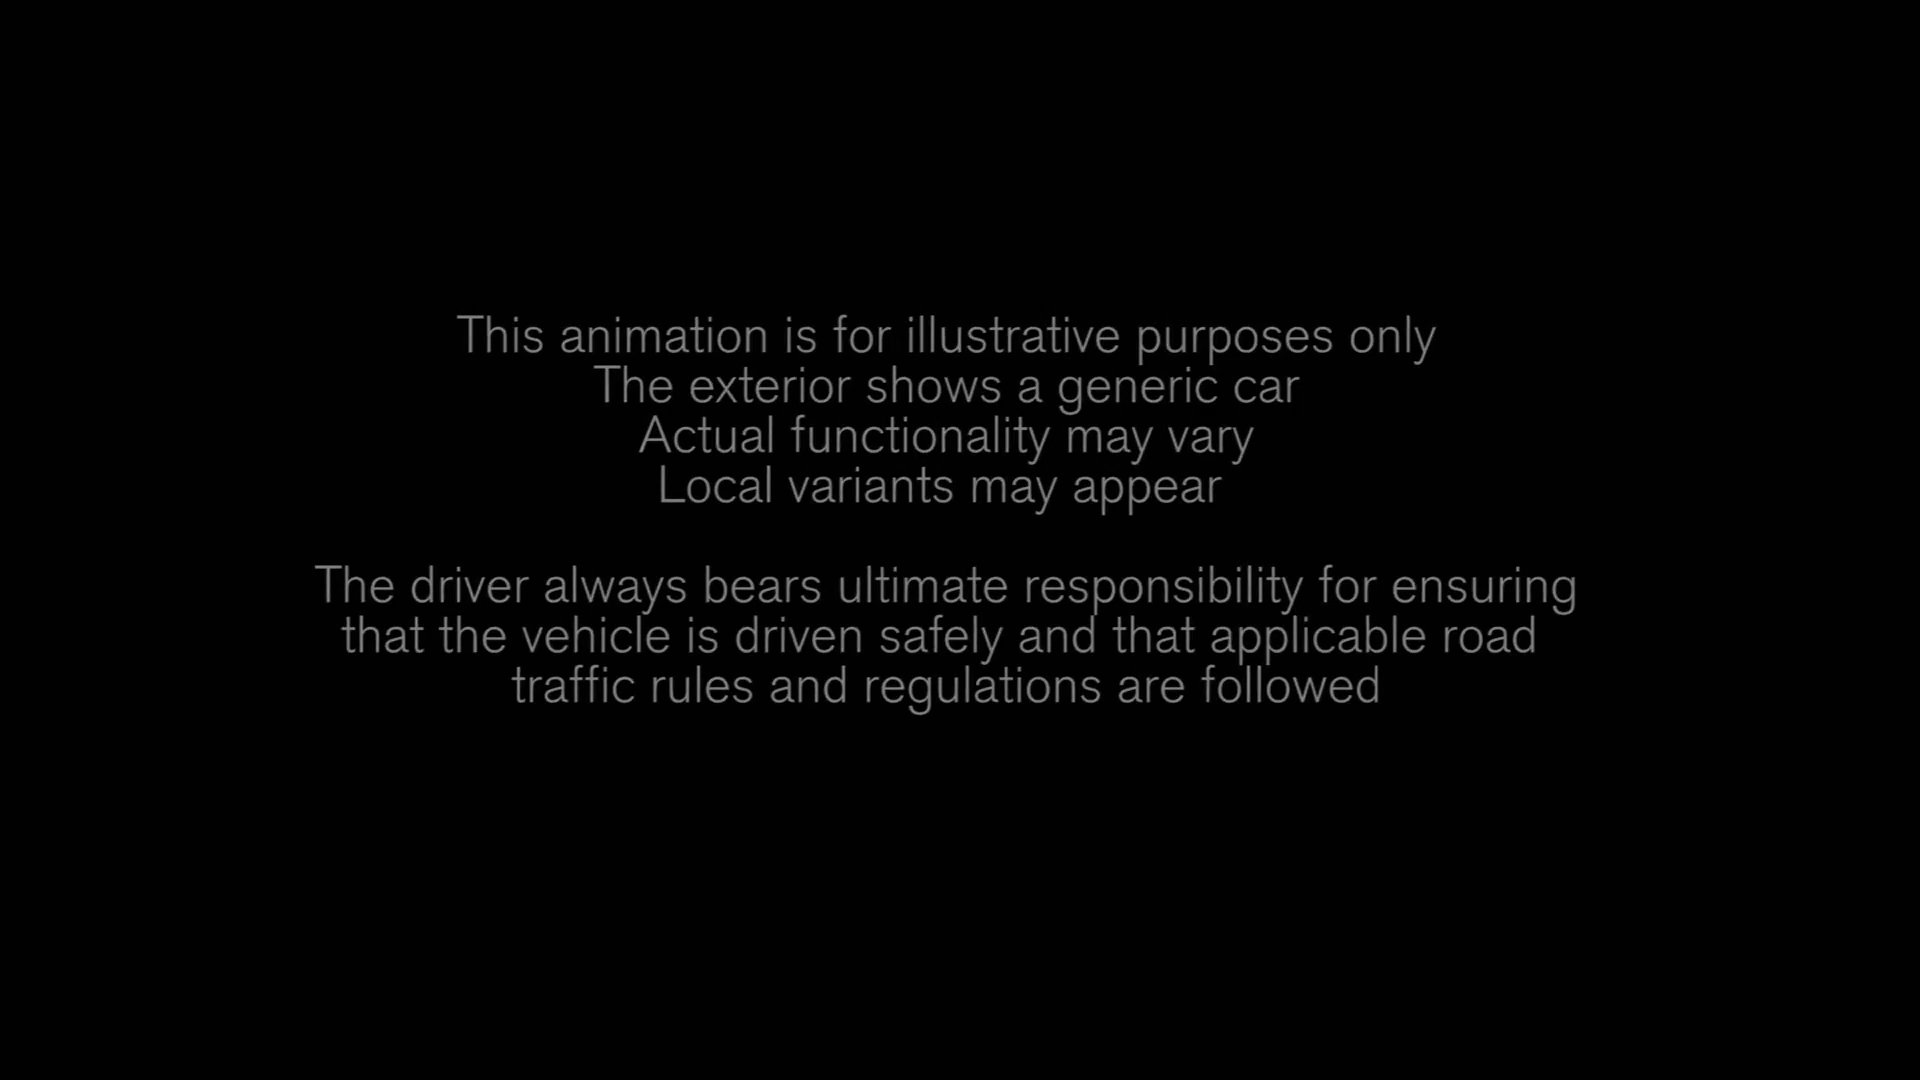 This animation is for illustrative purposes only
The exterior shows a generic car
Actual functionality may vary
Local variants may appear
The driver always bears ultimate responsibility for ensuring
that the vehicle is driven safely and that applicable road
traffic rules and regulations are followed